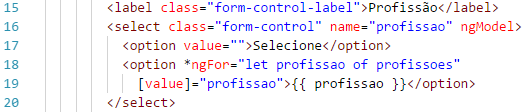 15 <label class="form-control-label">Profissão</label>
16 <select class="form-control" name="profissao" ngModel>
17 <option value="">Selecione</option>
18 <option *ngFor="let profissao of profissoes"
19 [value]="profissao">{{ profissao }}</option>
20 </select>